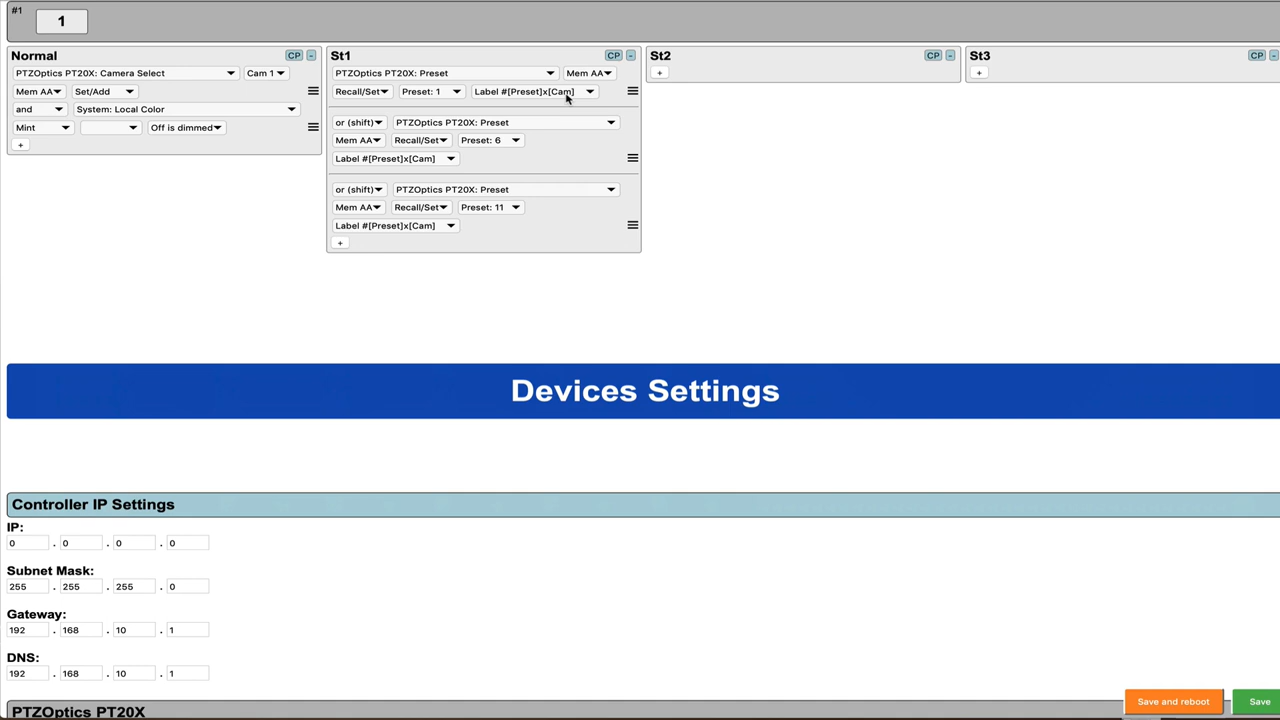 #1
1
Normal CP -
PTZOptics PT20X: Camera Select Cam 1
Mem AA Set/Add
and System: Local Color
Mint Off is dimmed
+
St1 CP -
PTZOptics PT20X: Preset Mem AA
Recall/Set Preset: 1 Label #[Preset]x[Cam]
or (shift) PTZOptics PT20X: Preset
Mem AA Recall/Set Preset: 6
Label #[Preset]x[Cam]
or (shift) PTZOptics PT20X: Preset
Mem AA Recall/Set Preset: 11
Label #[Preset]x[Cam]
+
St2 CP -
+
St3 CP -
+
Devices Settings
Controller IP Settings
IP:
0 . 0 . 0 . 0
Subnet Mask:
255 . 255 . 255 . 0
Gateway:
192 . 168 . 10 . 1
DNS:
192 . 168 . 10 . 1
PTZOptics PT20X
Save and reboot Save